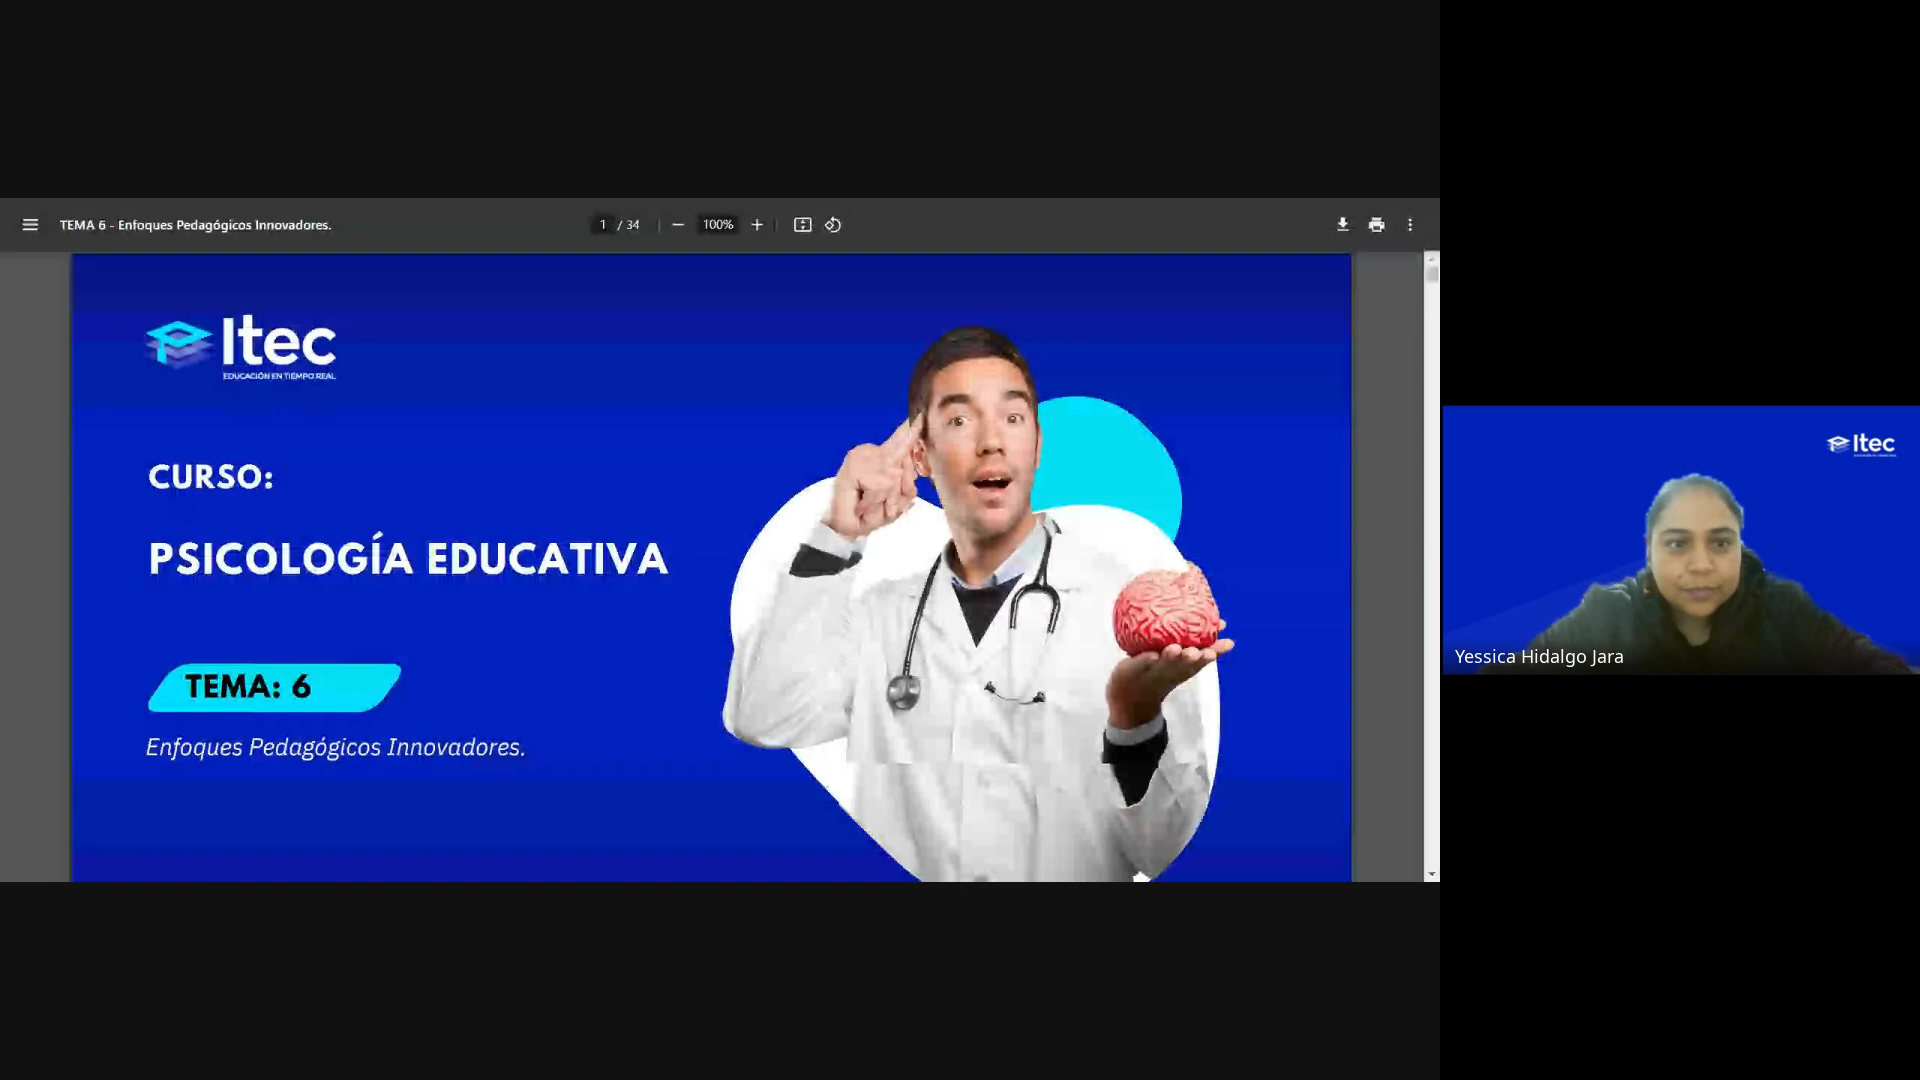 TEMA 6 - Enfoques Pedagógicos Innovadores.
1 / 34
100%
Itec
EDUCACIÓN EN TIEMPO REAL
CURSO:
PSICOLOGÍA EDUCATIVA
TEMA: 6
Enfoques Pedagógicos Innovadores.
Itec
Yessica Hidalgo Jara